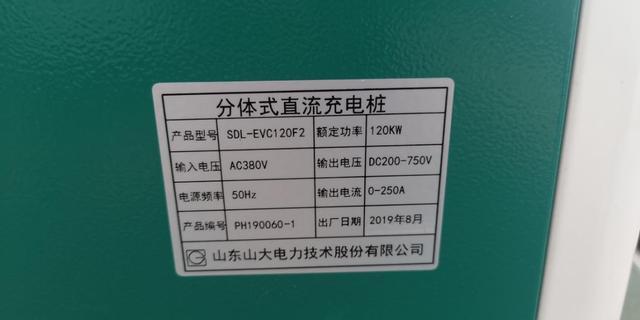 分体式直流充电桩
产品型号 SDL-EVC120F2 额定功率 120KW
输入电压 AC380V 输出电压 DC200-750V
电源频率 50Hz 输出电流 0-250A
产品编号 PH190060-1 出厂日期 2019年8月
山东山大电力技术股份有限公司